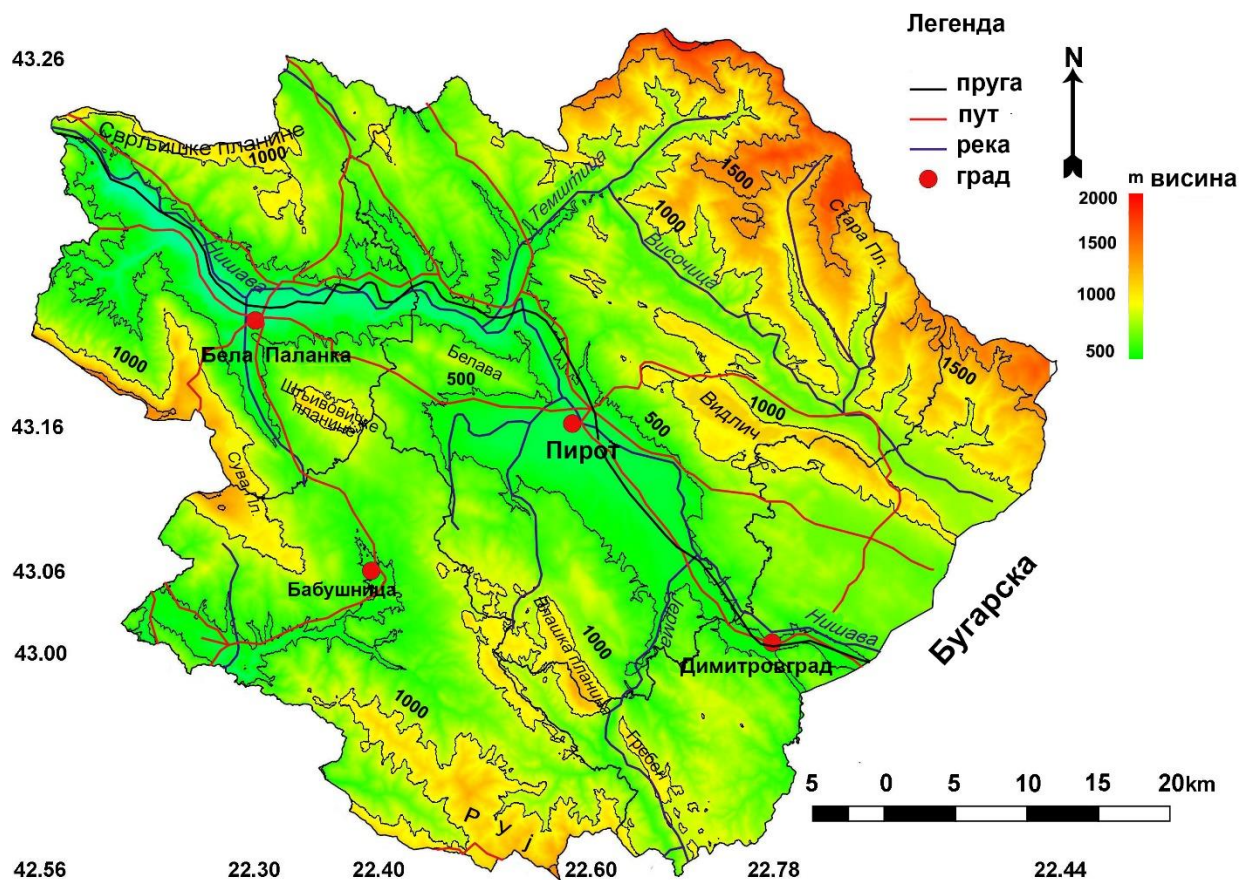 Легенда
43.26
N
пруга
пут
река
град
Сврљишке планине
1000
Темштица
1500
m висина
2000
1500
1000
500
1000
Стара Пл.
Нишава
Височица
Бела Паланка
1000
Белава
500
1500
Шљивовичке
планине
Видлич
1000
500
43.16
Пирот
Сува Пл.
43.06
Бабушница
Влашка планина
1000
Јерма
Нишава
Бугарска
43.00
Димитровград
1000
Гребен
Руј
5 0 5 10 15 20km
42.56 22.30 22.40 22.60 22.78 22.44